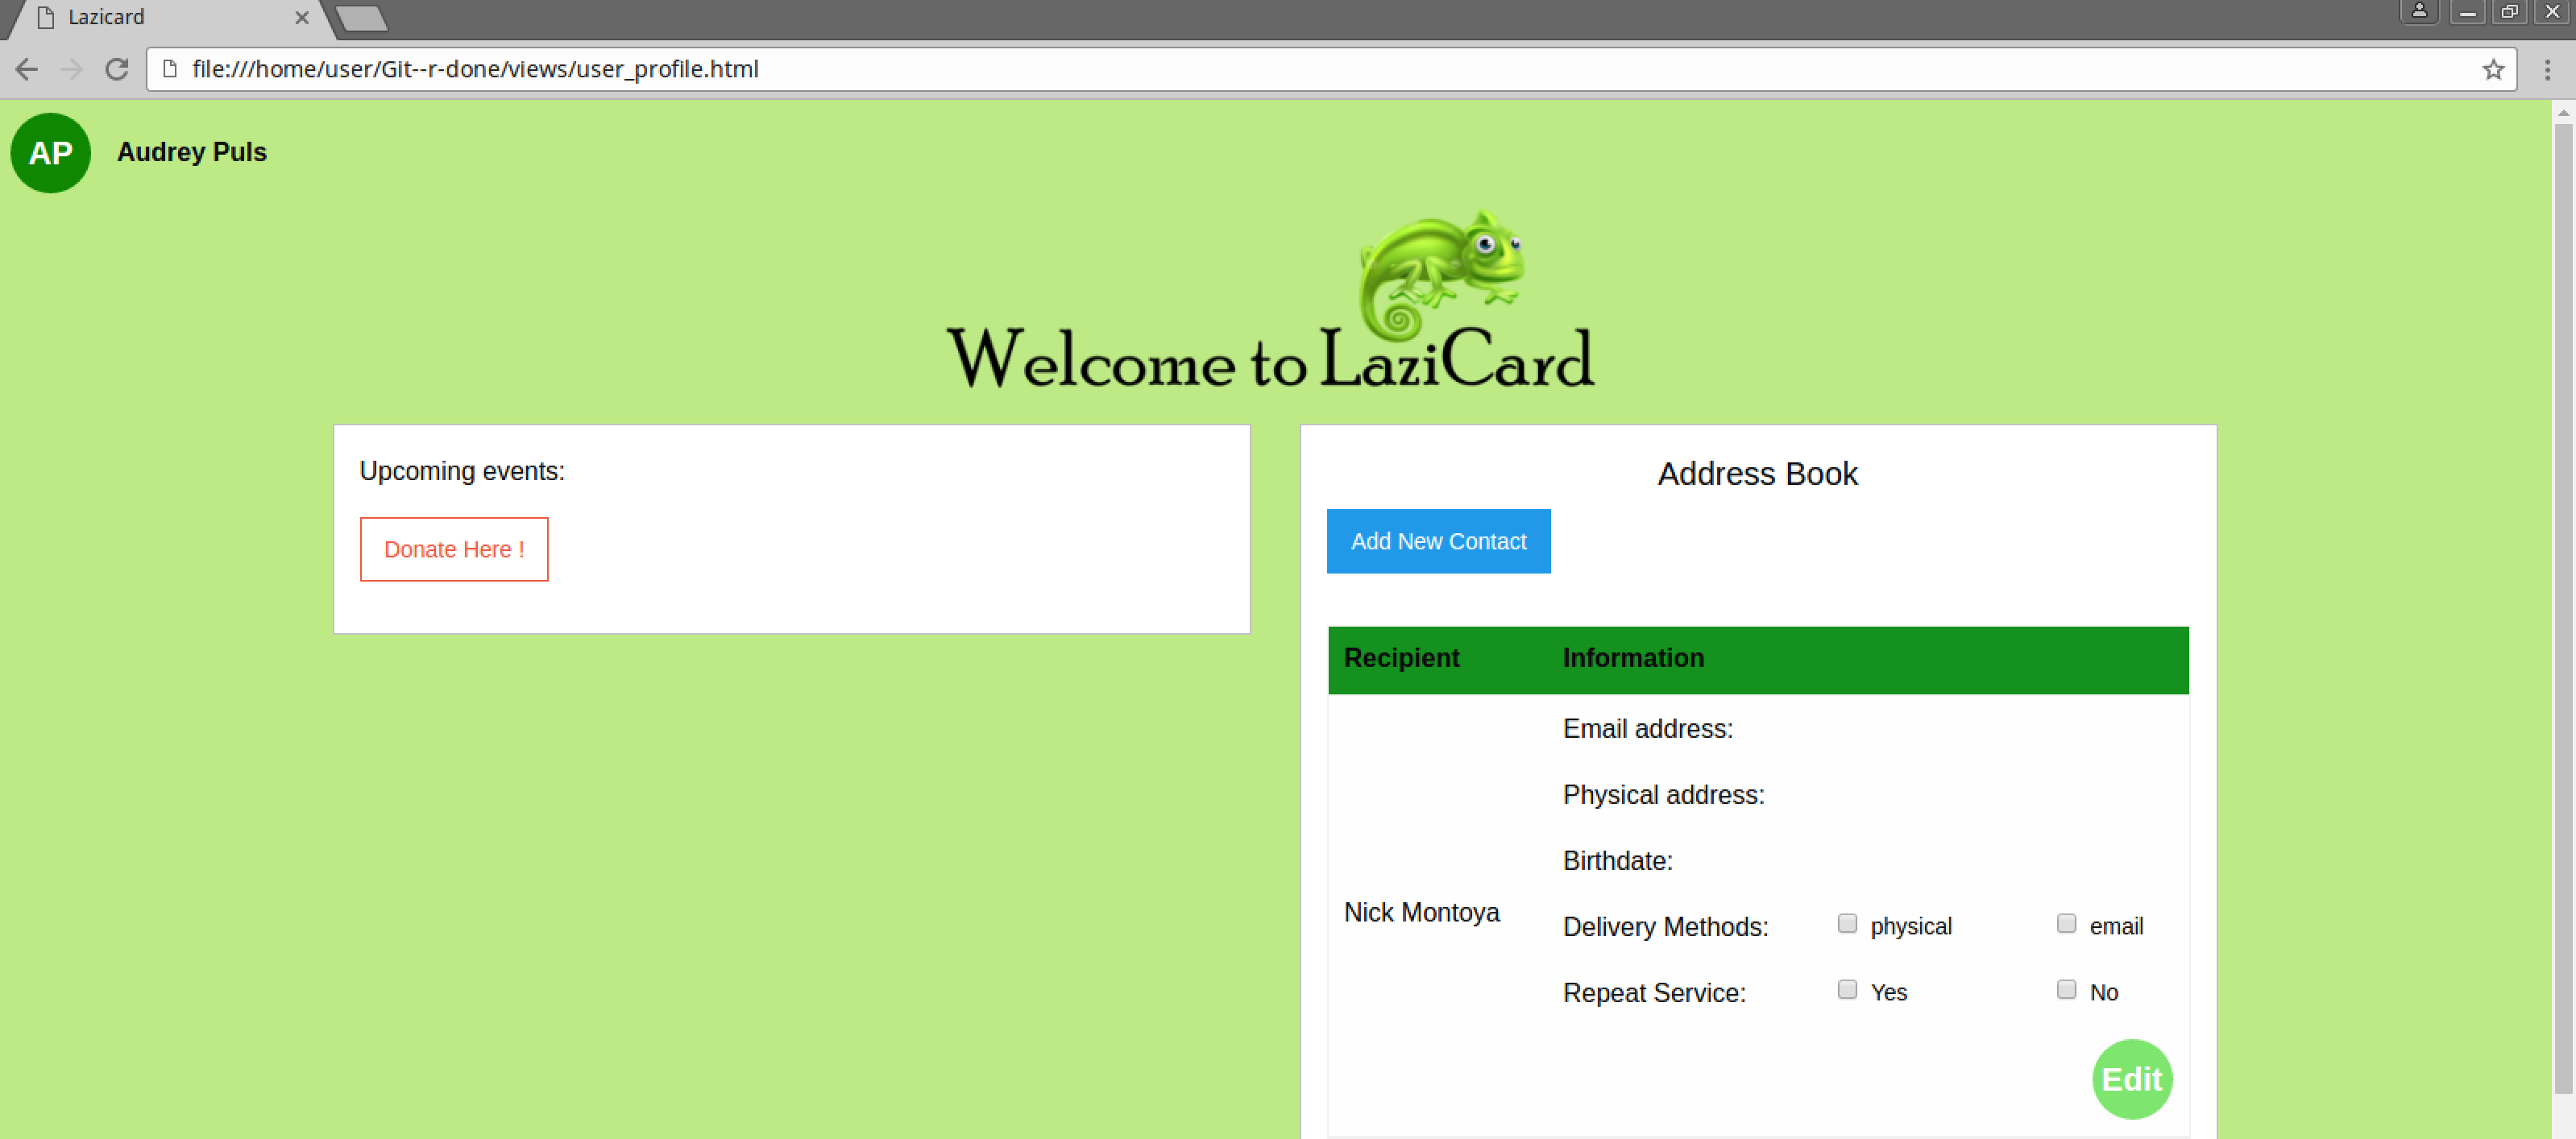 Lazicard
file:///home/user/Git--r-done/views/user_profile.html
AP
Audrey Puls
Welcome to LaziCard
Upcoming events:
Donate Here !
Address Book
Add New Contact
Recipient Information
Email address:
Physical address:
Birthdate:
Nick Montoya
Delivery Methods: physical email
Repeat Service: Yes No
Edit